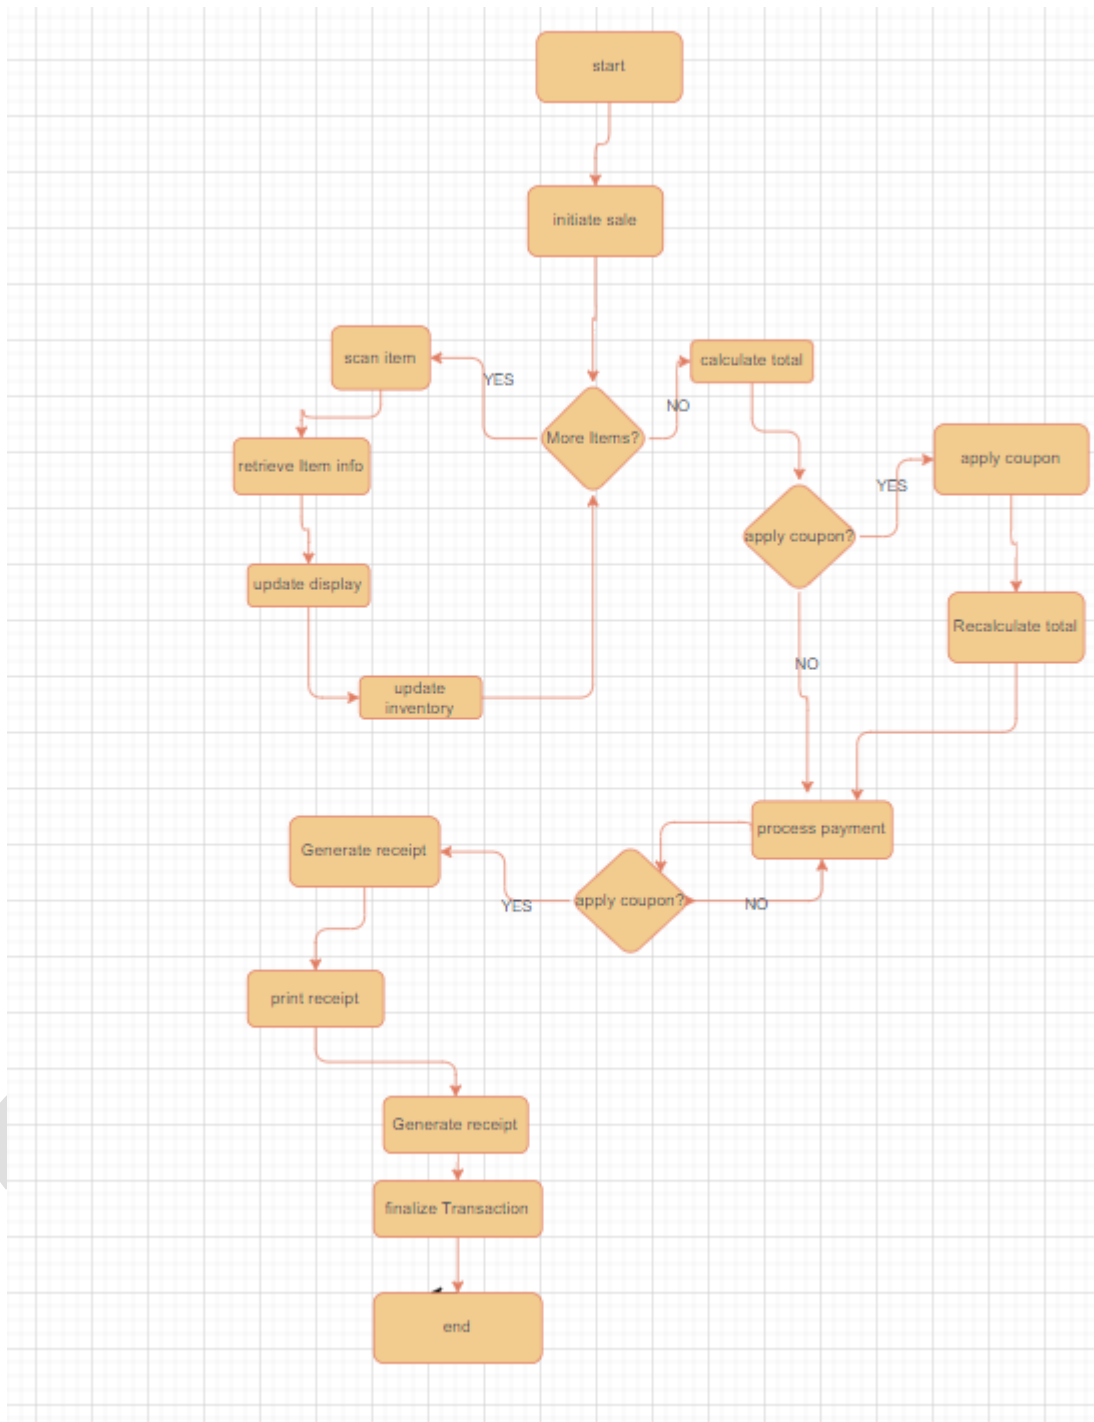 start
initiate sale
scan item
YES
More Items?
NO
calculate total
retrieve Item info
apply coupon?
YES
apply coupon
update display
Recalculate total
NO
update
inventory
process payment
apply coupon?
NO
YES
Generate receipt
print receipt
Generate receipt
finalize Transaction
end